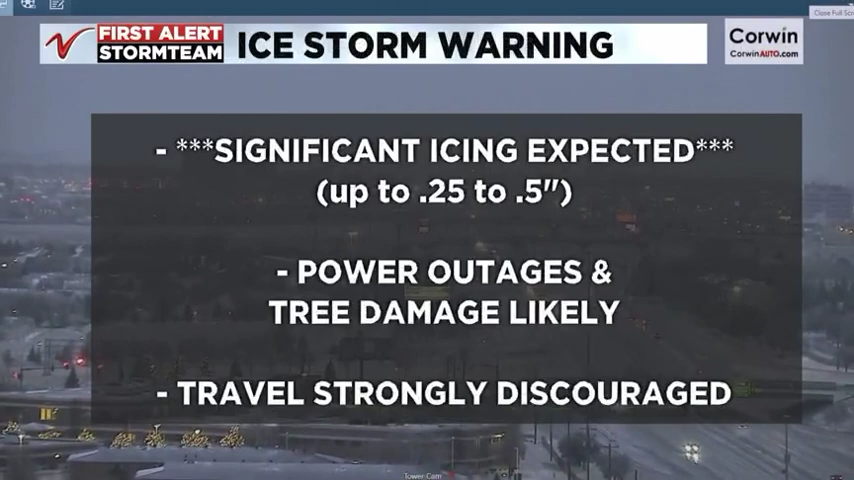 Close Full Scr
FIRST ALERT
STORMTEAM
ICE STORM WARNING
Corwin
CorwinAUTO.com
- ***SIGNIFICANT ICING EXPECTED***
(up to .25 to .5")
- POWER OUTAGES &
TREE DAMAGE LIKELY
- TRAVEL STRONGLY DISCOURAGED
Tower Cam